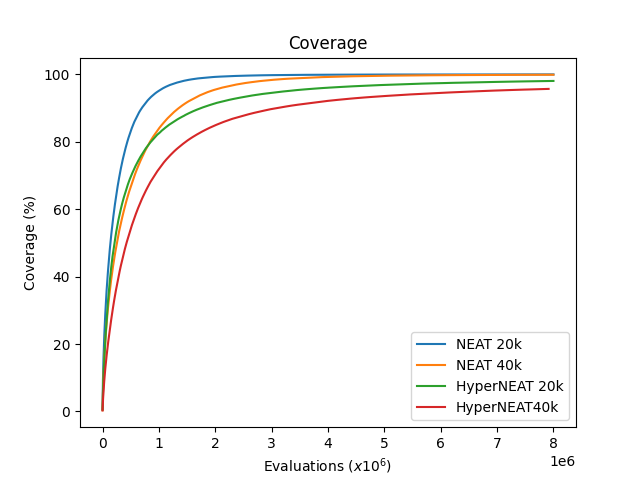 Coverage
100
80
60
40
20
0
Coverage (%)
0 1 2 3 4 5 6 7 8
1e6
Evaluations (x10⁶)
NEAT 20k
NEAT 40k
HyperNEAT 20k
HyperNEAT40k